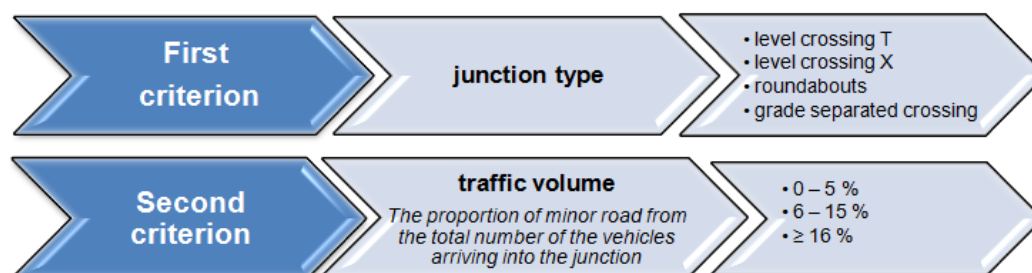 First
criterion
junction type
• level crossing T
• level crossing X
• roundabouts
• grade separated crossing
Second
criterion
traffic volume
The proportion of minor road from
the total number of the vehicles
arriving into the junction
• 0 – 5 %
• 6 – 15 %
• ≥ 16 %